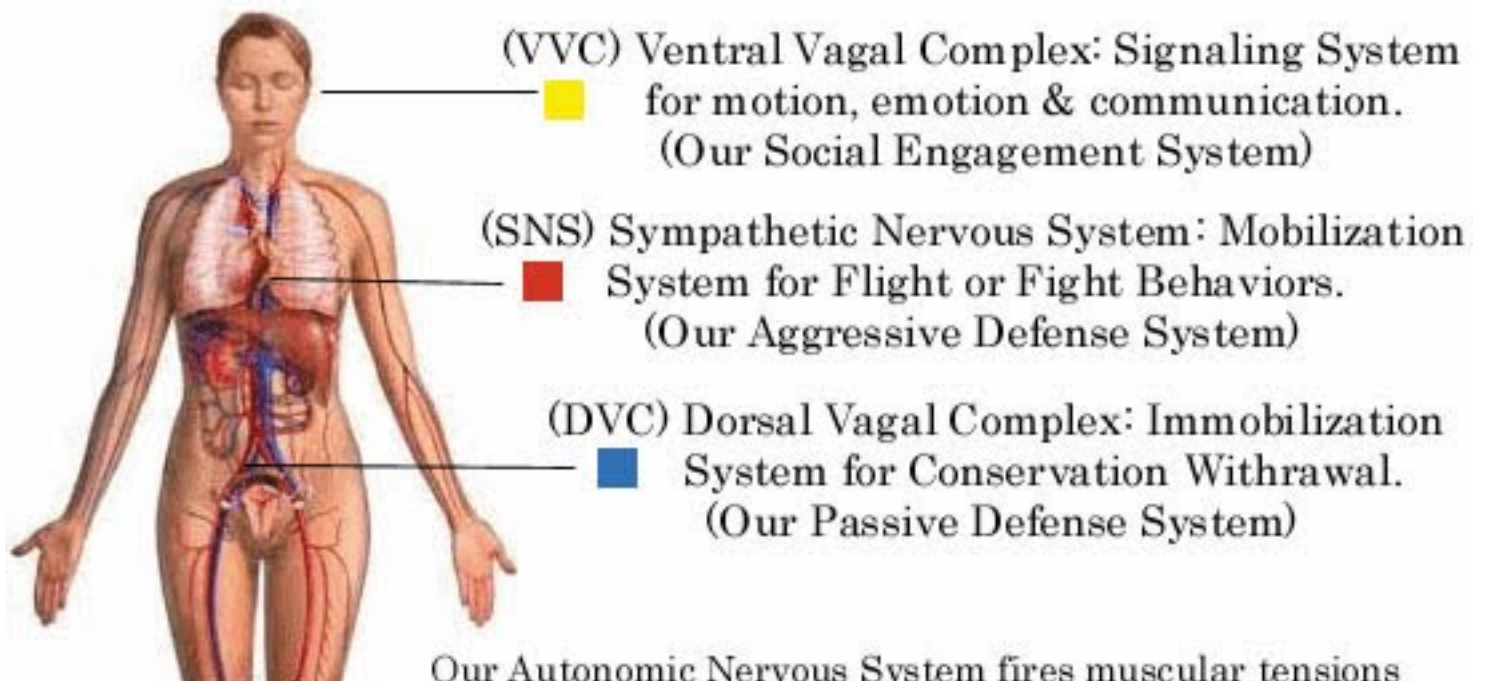 (VVC) Ventral Vagal Complex: Signaling System
for motion, emotion & communication.
(Our Social Engagement System)
(SNS) Sympathetic Nervous System: Mobilization
System for Flight or Fight Behaviors.
(Our Aggressive Defense System)
(DVC) Dorsal Vagal Complex: Immobilization
System for Conservation Withrawal.
(Our Passive Defense System)
Our Autonomic Nervous System fires muscular tensions